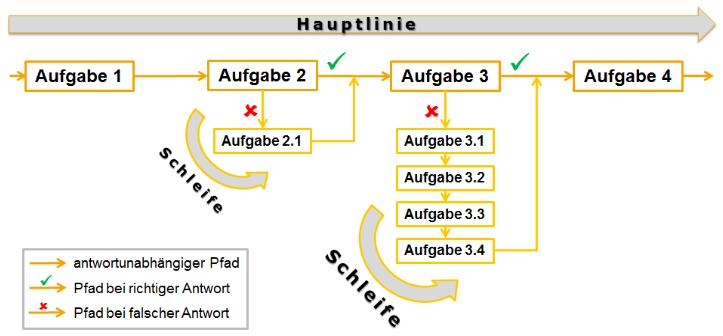 Hauptlinie
Aufgabe 1
Aufgabe 2
Aufgabe 3
Aufgabe 4
Aufgabe 2.1
Schleife
Aufgabe 3.1
Aufgabe 3.2
Aufgabe 3.3
Aufgabe 3.4
Schleife
antwortunabhängiger Pfad
Pfad bei richtiger Antwort
Pfad bei falscher Antwort